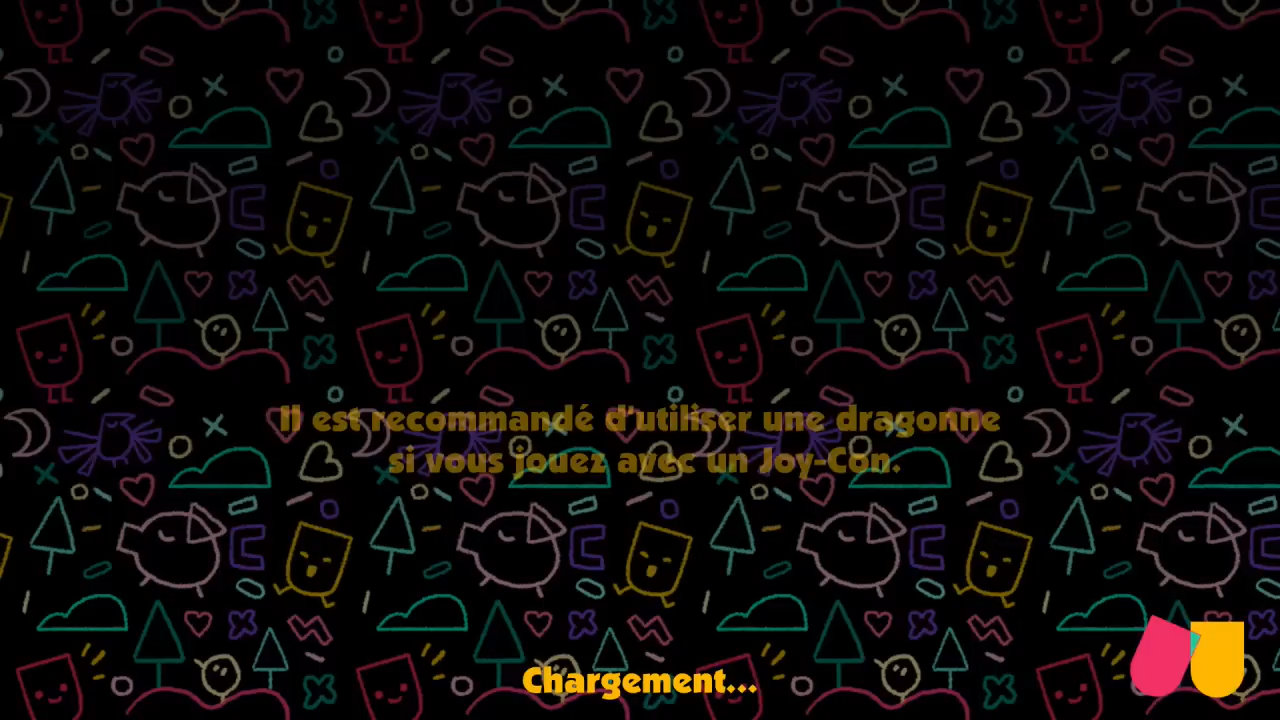 Il est recommandé d'utiliser une dragonne
si vous jouez avec un Joy-Con.
Chargement...